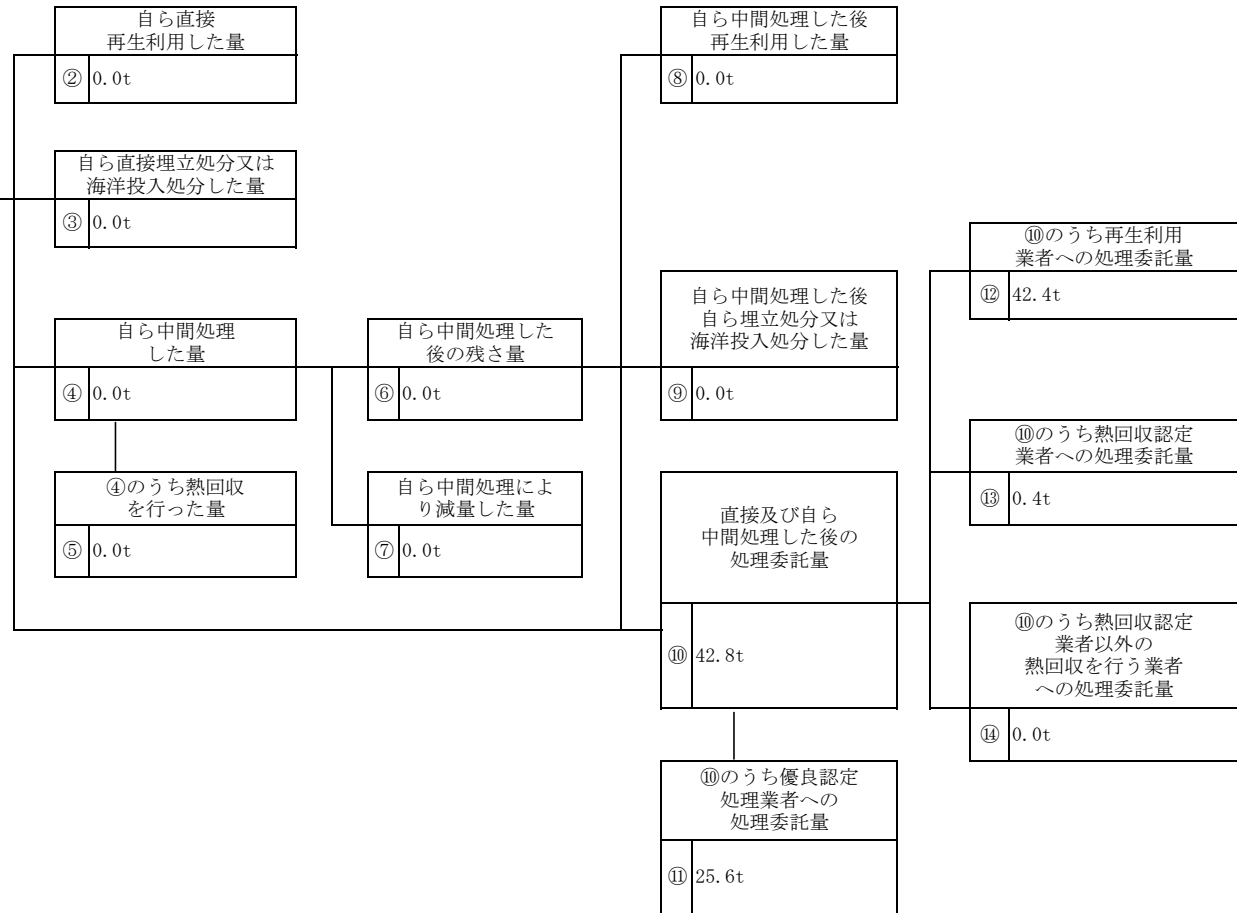 自ら直接
再生利用した量
② 0.0t
自ら直接埋立処分又は
海洋投入処分した量
③ 0.0t
自ら中間処理
した量
④ 0.0t
④のうち熱回収
を行った量
⑤ 0.0t
自ら中間処理した
後の残さ量
⑥ 0.0t
自ら中間処理によ
り減量した量
⑦ 0.0t
自ら中間処理した後
再生利用した量
⑧ 0.0t
自ら中間処理した後
自ら埋立処分又は
海洋投入処分した量
⑨ 0.0t
直接及び自ら
中間処理した後の
処理委託量
⑩ 42.8t
⑩のうち優良認定
処理業者への
処理委託量
⑪ 25.6t
⑩のうち再生利用
業者への処理委託量
⑫ 42.4t
⑩のうち熱回収認定
業者への処理委託量
⑬ 0.4t
⑩のうち熱回収認定
業者以外の
熱回収を行う業者
への処理委託量
⑭ 0.0t